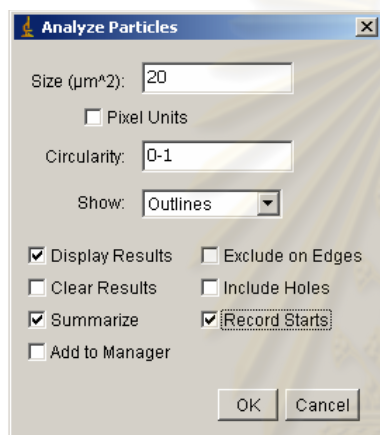 Analyze Particles
Size (µm^2): 20
Pixel Units
Circularity: 0-1
Show: Outlines
Display Results Exclude on Edges
Clear Results Include Holes
Summarize Record Starts
Add to Manager
OK Cancel